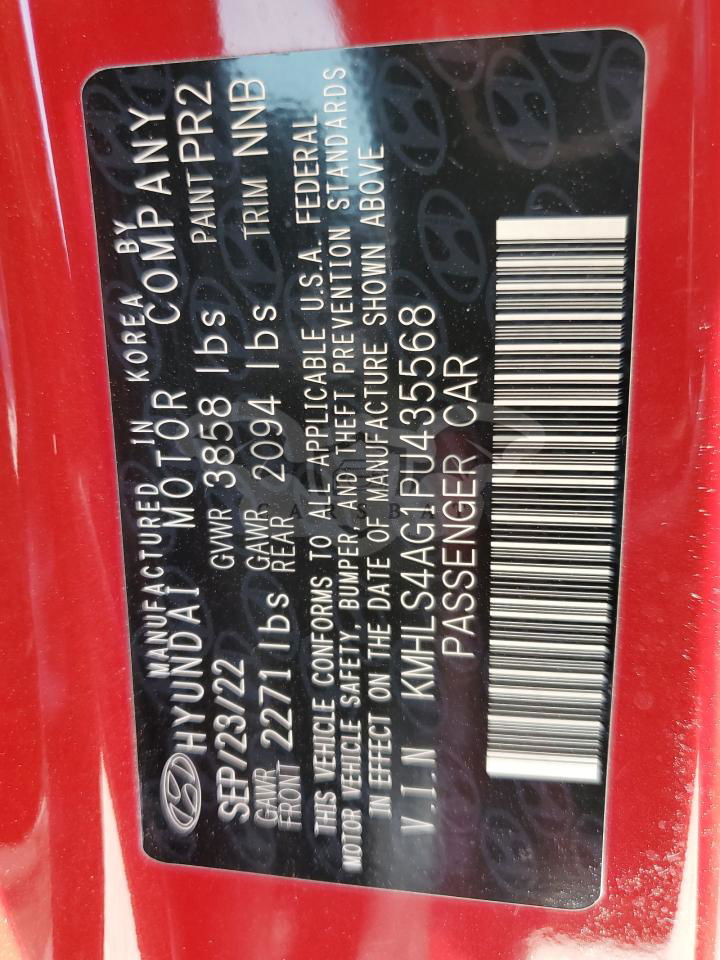 MANUFACTURED IN KOREA BY
HYUNDAI MOTOR COMPANY
SEP/23/22 GVWR 3858 lbs PAINT PR2
GAWR FRONT 2271 lbs GAWR REAR 2094 lbs TRIM NNB
THIS VEHICLE CONFORMS TO ALL APPLICABLE U.S.A. FEDERAL
MOTOR VEHICLE SAFETY, BUMPER, AND THEFT PREVENTION STANDARDS
IN EFFECT ON THE DATE OF MANUFACTURE SHOWN ABOVE
V.I.N KMHLS4AG1PU435568
PASSENGER CAR